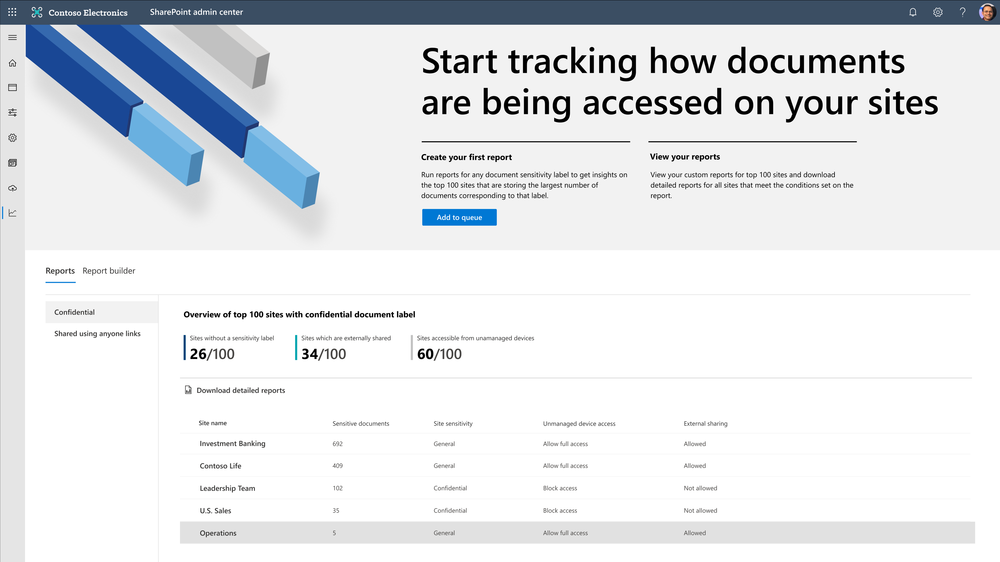 Contoso Electronics
SharePoint admin center
Start tracking how documents
are being accessed on your sites
Create your first report
Run reports for any document sensitivity label to get insights on
the top 100 sites that are storing the largest number of
documents corresponding to that label.
Add to queue
View your reports
View your custom reports for top 100 sites and download
detailed reports for all sites that meet the conditions set on the
report.
Reports
Report builder
Confidential
Shared using anyone links
Overview of top 100 sites with confidential document label
Sites without a sensitivity label
26/100
Sites which are externally shared
34/100
Sites accessible from unamanaged devices
60/100
Download detailed reports
Site name Sensitive documents Site sensitivity Unmanaged device access External sharing
Investment Banking 692 General Allow full access Allowed
Contoso Life 409 General Allow full access Allowed
Leadership Team 102 Confidential Block access Not allowed
U.S. Sales 35 Confidential Block access Not allowed
Operations 5 General Allow full access Allowed